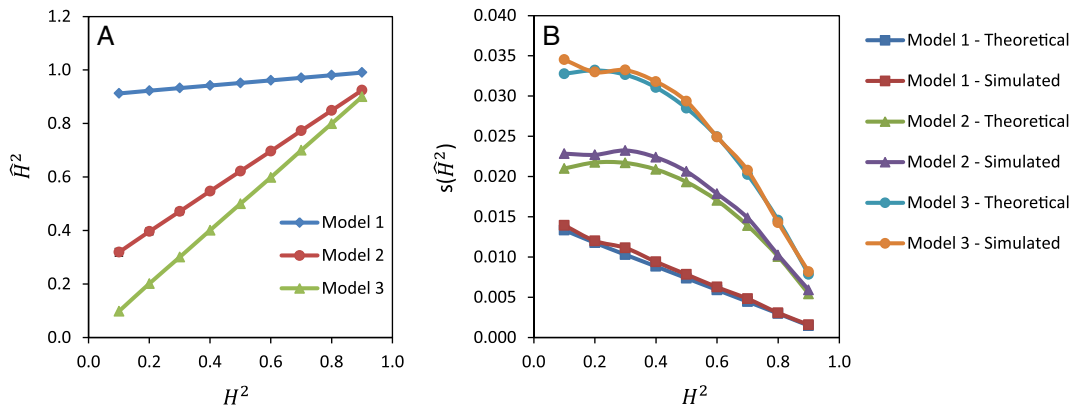 A
1.2
1.0
0.8
0.6
0.4
0.2
0.0
Ĥ²
0.0 0.2 0.4 0.6 0.8 1.0
H²
Model 1
Model 2
Model 3
B
0.040
0.035
0.030
0.025
0.020
0.015
0.010
0.005
0.000
s(Ĥ²)
0.0 0.2 0.4 0.6 0.8 1.0
H²
Model 1 - Theoretical
Model 1 - Simulated
Model 2 - Theoretical
Model 2 - Simulated
Model 3 - Theoretical
Model 3 - Simulated